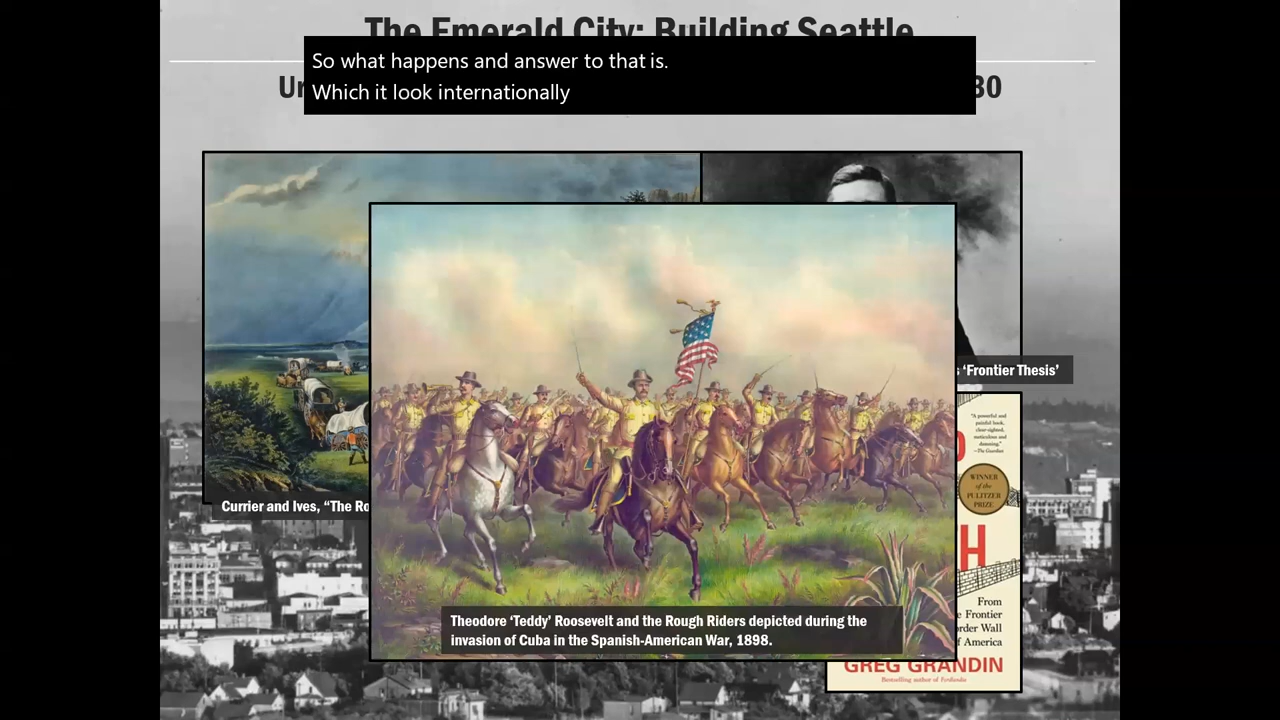 The Emerald City: Building Seattle
So what happens and answer to that is.
Which it look internationally
30
s ‘Frontier Thesis’
"A powerful and
painful book,
clear-sighted,
meticulous and
damning."
—The Guardian
WINNER
of the
PULITZER
PRIZE
H
Currier and Ives, “The Ro
From
e Frontier
order Wall
f America
Theodore ‘Teddy’ Roosevelt and the Rough Riders depicted during the
invasion of Cuba in the Spanish-American War, 1898.
GREG GRANDIN
Bestselling author of Fordlandia